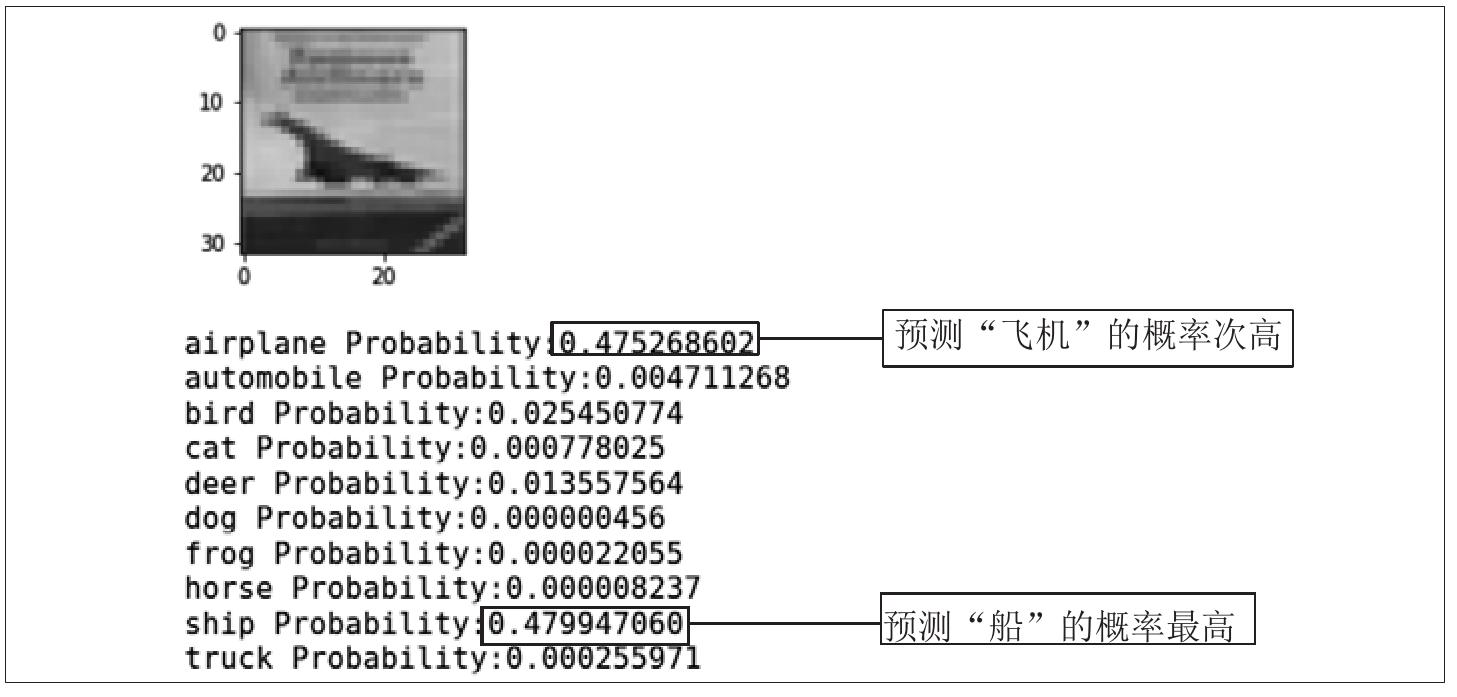 0
10
20
30
0 20
airplane Probability:0.475268602
预测“飞机”的概率次高
automobile Probability:0.004711268
bird Probability:0.025450774
cat Probability:0.000778025
deer Probability:0.013557564
dog Probability:0.000000456
frog Probability:0.000022055
horse Probability:0.000008237
ship Probability:0.479947060
预测“船”的概率最高
truck Probability:0.000255971